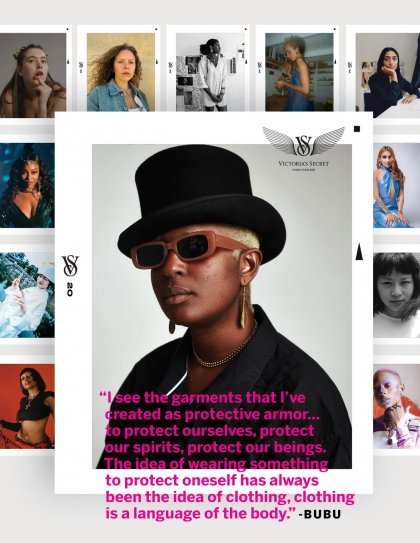 VS
VICTORIA'S SECRET
VS
20
"I see the garments that I've
created as protective armor...
to protect ourselves, protect
our spirits, protect our beings.
The idea of wearing something
to protect oneself has always
been the idea of clothing, clothing
is a language of the body." -BUBU